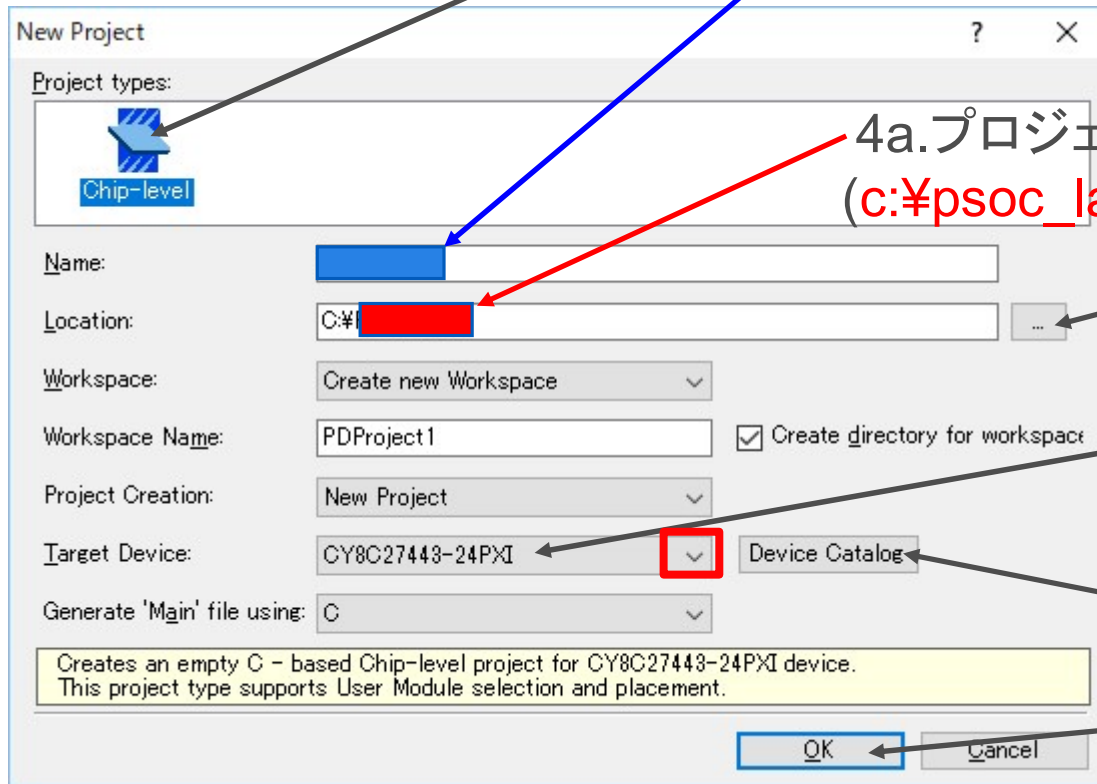 New Project
?
Project types:
Chip-level
4a.プロジェ
(c:¥psoc_la
Name:
Location:
C:¥
...
Workspace:
Create new Workspace
Workspace Name:
PDProject1
Create directory for workspace
Project Creation:
New Project
Target Device:
CY8C27443-24PXI
Device Catalog
Generate 'Main' file using:
C
Creates an empty C - based Chip-level project for CY8C27443-24PXI device.
This project type supports User Module selection and placement.
OK
Cancel